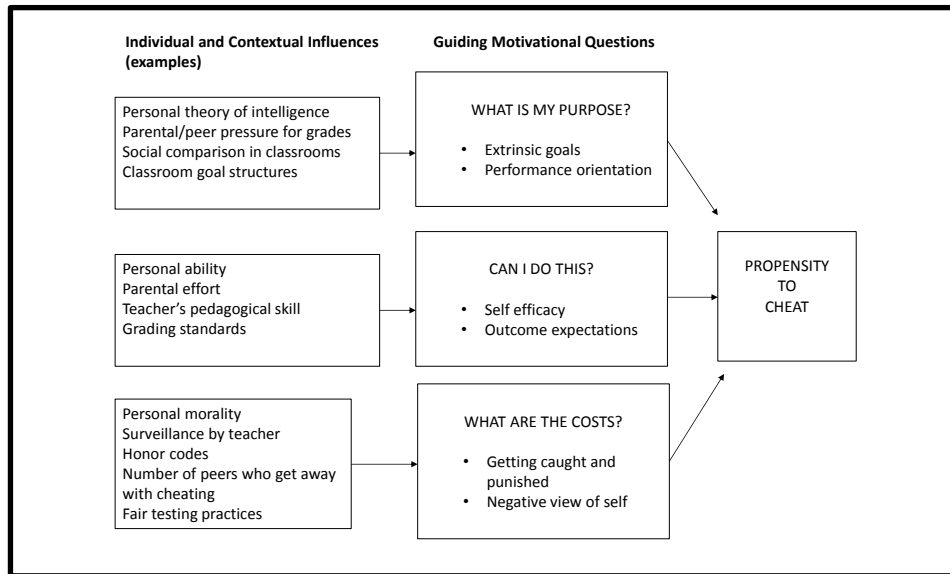 Individual and Contextual Influences
(examples)
Guiding Motivational Questions
Personal theory of intelligence
Parental/peer pressure for grades
Social comparison in classrooms
Classroom goal structures
WHAT IS MY PURPOSE?
• Extrinsic goals
• Performance orientation
Personal ability
Parental effort
Teacher's pedagogical skill
Grading standards
CAN I DO THIS?
• Self efficacy
• Outcome expectations
PROPENSITY
TO
CHEAT
Personal morality
Surveillance by teacher
Honor codes
Number of peers who get away
with cheating
Fair testing practices
WHAT ARE THE COSTS?
• Getting caught and
punished
• Negative view of self